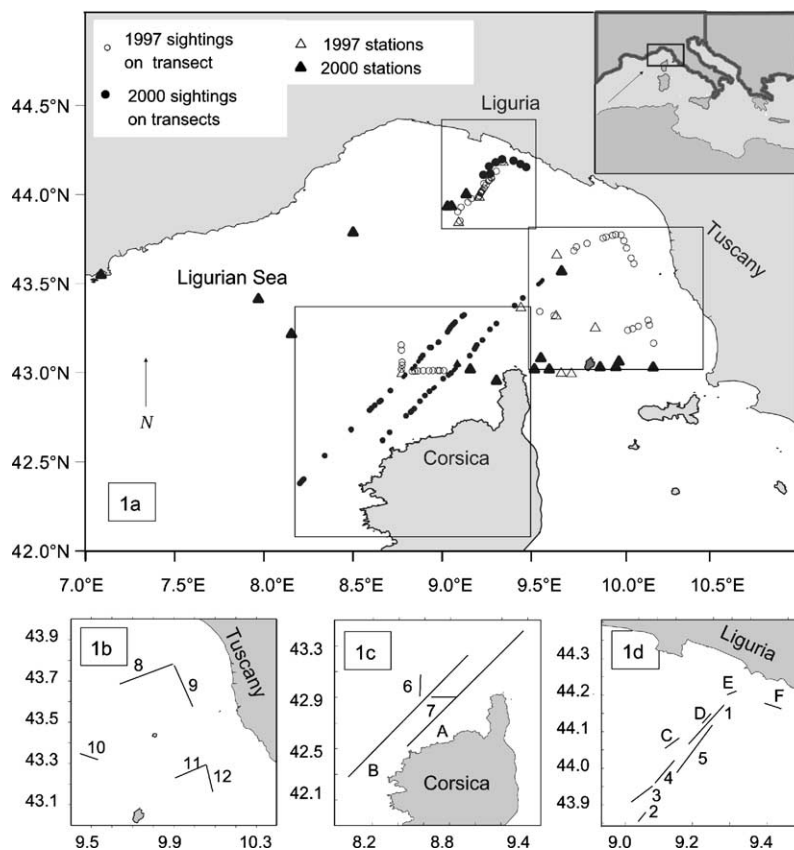 1997 sightings
on transect
2000 sightings
on transects
1997 stations
2000 stations
44.5°N
44.0°N
43.5°N
43.0°N
42.5°N
42.0°N
Liguria
Tuscany
Ligurian Sea
N
Corsica
1a
7.0°E 7.5°E 8.0°E 8.5°E 9.0°E 9.5°E 10.0°E 10.5°E
1b
Tuscany
43.9
43.7
43.5
43.3
43.1
8
9
10
11
12
9.5 9.9 10.3
1c
43.3
42.9
42.5
42.1
6
7
A
B
Corsica
8.2 8.6 9.0 9.4
1d
Liguria
44.3
44.2
44.1
44.0
43.9
E
F
D
1
C
5
4
3
2
9.0 9.2 9.4